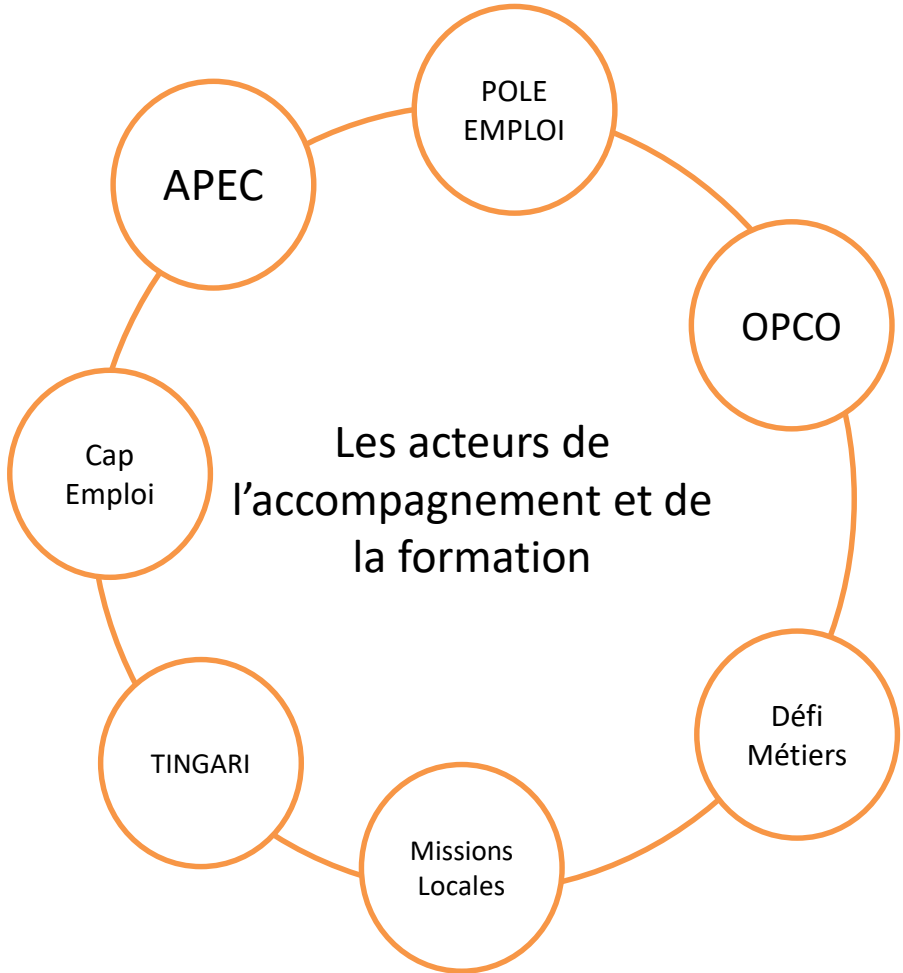 POLE
EMPLOI
APEC
OPCO
Les acteurs de
l’accompagnement et de
la formation
Cap
Emploi
Défi
Métiers
TINGARI
Missions
Locales